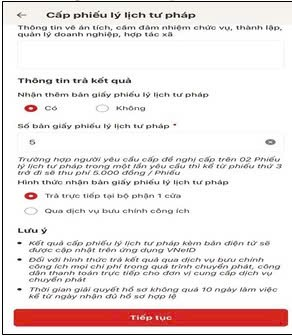 ← Cấp phiếu lý lịch tư pháp
Thông tin về án tích, cấm đảm nhiệm chức vụ, thành lập,
quản lý doanh nghiệp, hợp tác xã
Thông tin trả kết quả
Nhận thêm bản giấy phiếu lý lịch tư pháp
Có
Không
Số bản giấy phiếu lý lịch tư pháp *
5
Trường hợp người yêu cầu cấp đề nghị cấp trên 02 Phiếu
lý lịch tư pháp trong một lần yêu cầu thì kể từ phiếu thứ 3
trở đi sẽ thu phí 5.000 đồng / Phiếu
Hình thức nhận bản giấy phiếu lý lịch tư pháp
Trả trực tiếp tại bộ phận 1 cửa
Qua dịch vụ bưu chính công ích
Lưu ý
• Kết quả cấp phiếu lý lịch tư pháp kèm bản điện tử sẽ
được cập nhật trên ứng dụng VNeID
• Đối với hình thức trả kết quả qua dịch vụ bưu chính
công ích mọi chi phí trong quá trình chuyển phát, công
dân thanh toán trực tiếp cho đơn vị cung cấp dịch vụ
chuyển phát
• Thời gian giải quyết hồ sơ không quá 10 ngày làm việc
kể từ ngày nhận đủ hồ sơ hợp lệ
Tiếp tục